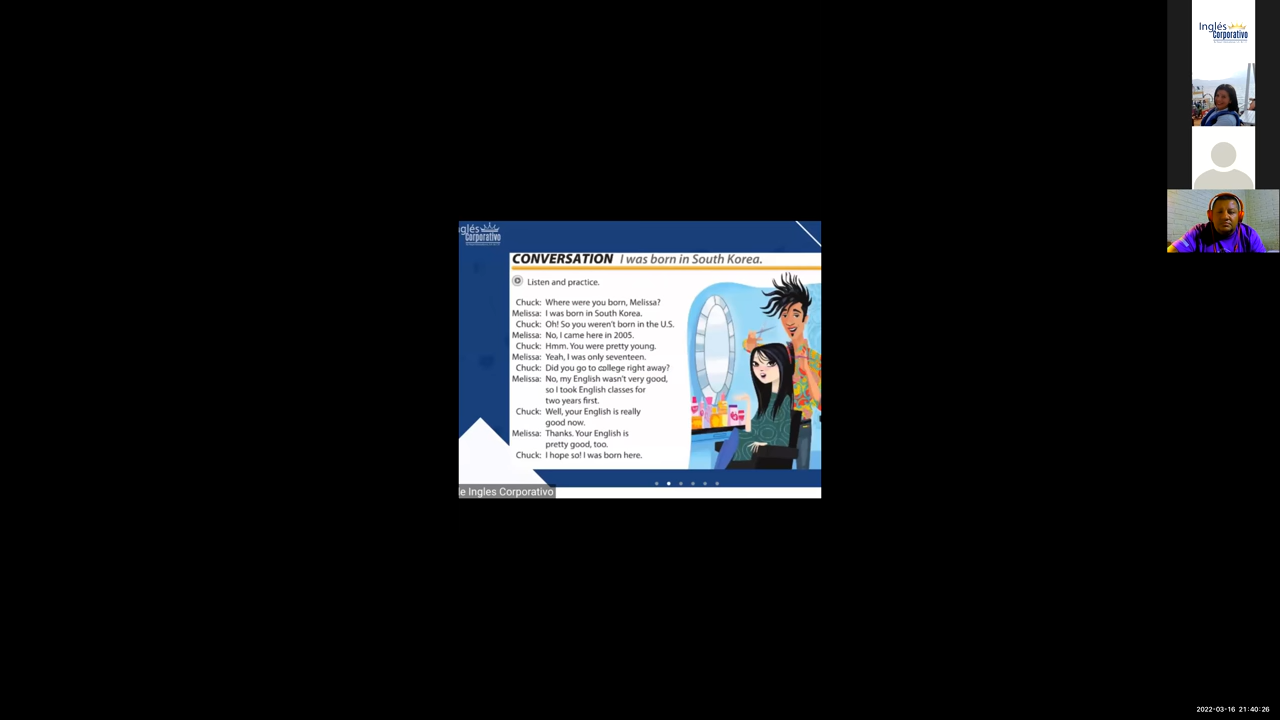 Inglés
Corporativo
glés
Corporativo
CONVERSATION I was born in South Korea.
Listen and practice.
Chuck: Where were you born, Melissa?
Melissa: I was born in South Korea.
Chuck: Oh! So you weren't born in the U.S.
Melissa: No, I came here in 2005.
Chuck: Hmm. You were pretty young.
Melissa: Yeah, I was only seventeen.
Chuck: Did you go to college right away?
Melissa: No, my English wasn't very good,
so I took English classes for
two years first.
Chuck: Well, your English is really
good now.
Melissa: Thanks. Your English is
pretty good, too.
Chuck: I hope so! I was born here.
e Ingles Corporativo
2022-03-16 21:40:26